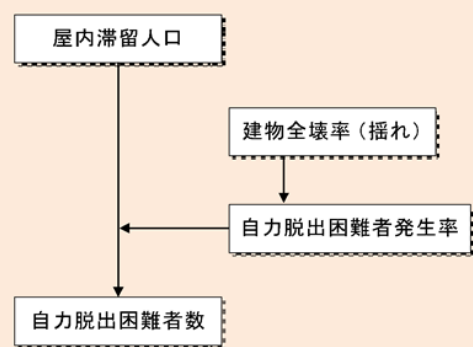 屋内滞留人口
建物全壊率（揺れ）
自力脱出困難者発生率
自力脱出困難者数